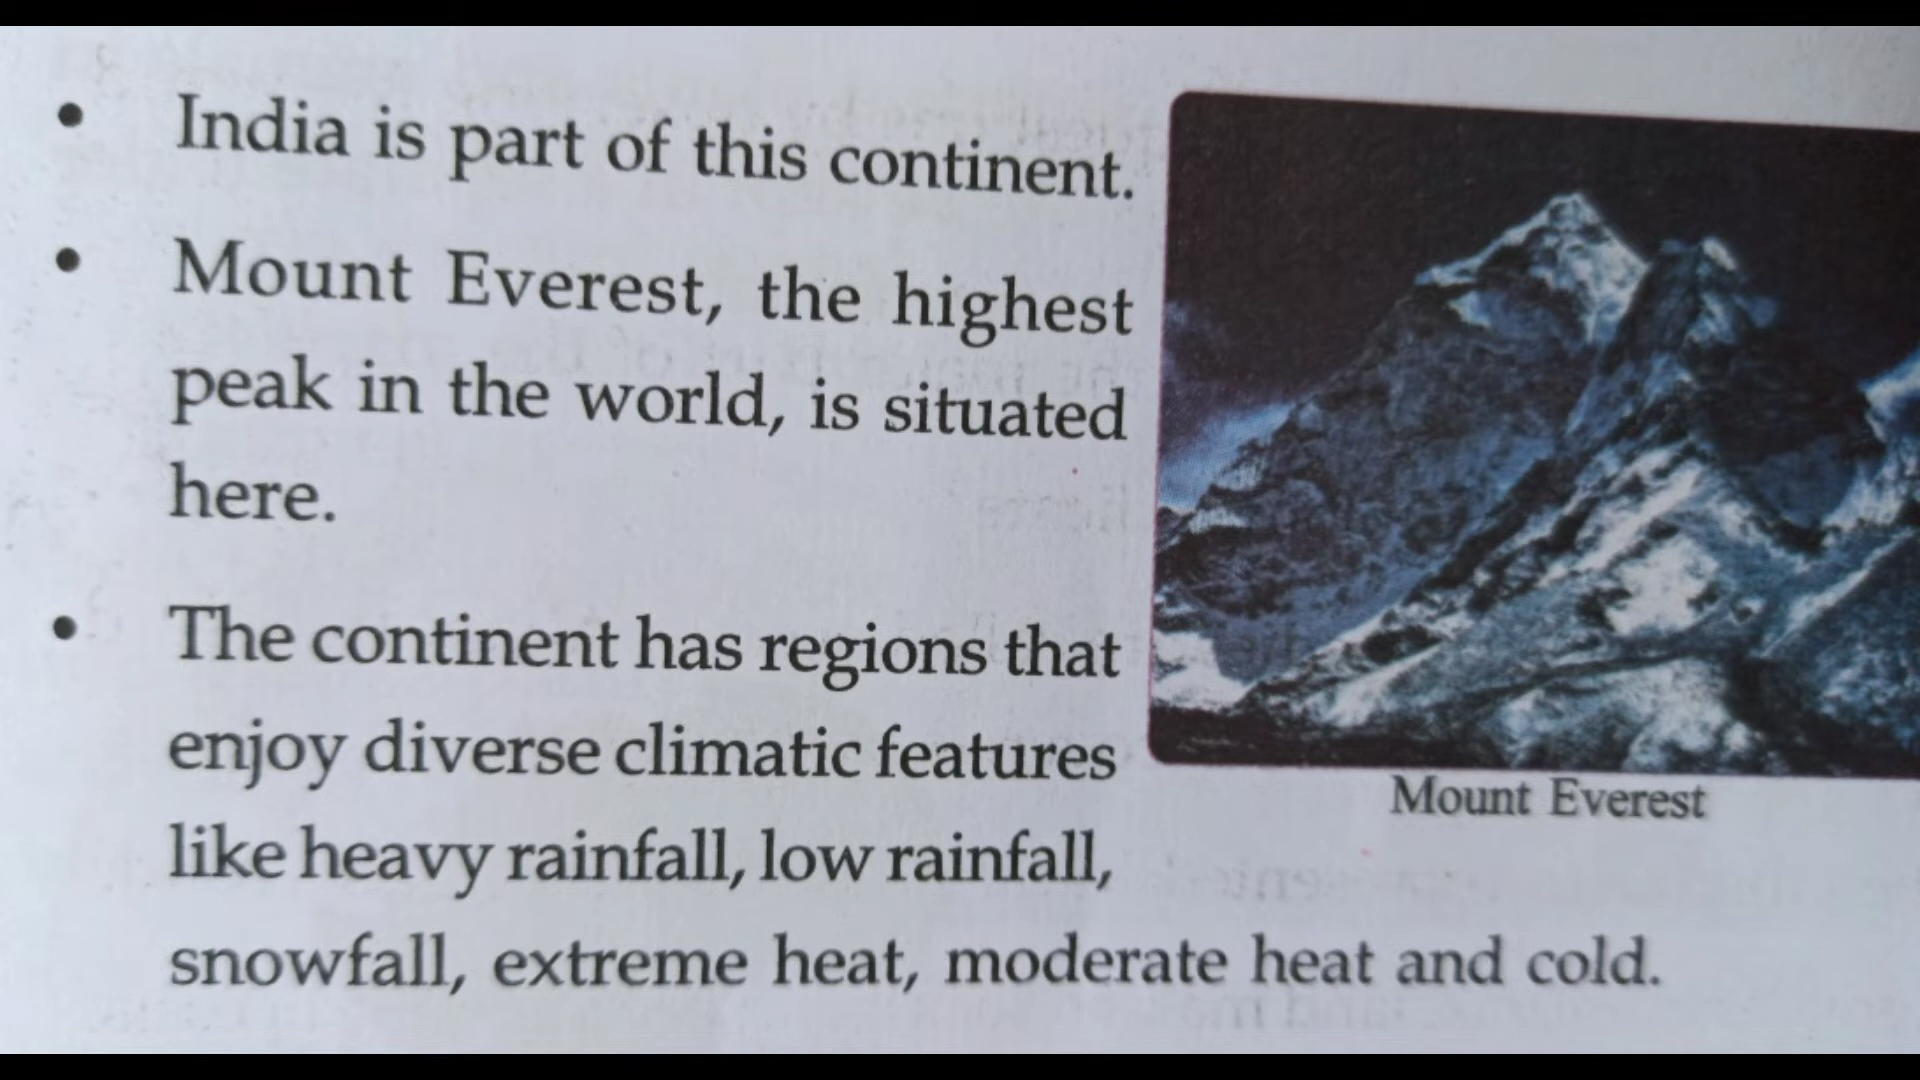 • India is part of this continent.
• Mount Everest, the highest
peak in the world, is situated
here.
• The continent has regions that
enjoy diverse climatic features
like heavy rainfall, low rainfall,
snowfall, extreme heat, moderate heat and cold.
Mount Everest